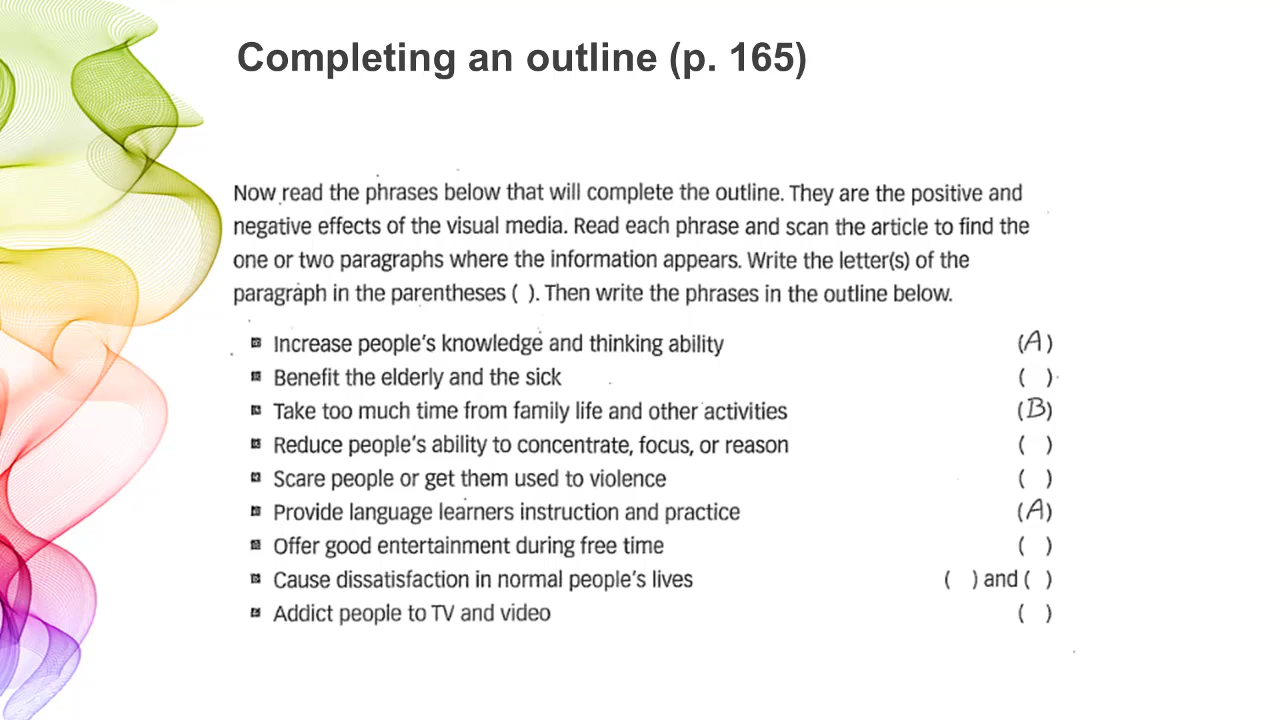 Completing an outline (p. 165)
Now read the phrases below that will complete the outline. They are the positive and
negative effects of the visual media. Read each phrase and scan the article to find the
one or two paragraphs where the information appears. Write the letter(s) of the
paragraph in the parentheses ( ). Then write the phrases in the outline below.
Increase people's knowledge and thinking ability (A)
Benefit the elderly and the sick ( )
Take too much time from family life and other activities (B)
Reduce people's ability to concentrate, focus, or reason ( )
Scare people or get them used to violence ( )
Provide language learners instruction and practice (A)
Offer good entertainment during free time ( )
Cause dissatisfaction in normal people's lives ( ) and ( )
Addict people to TV and video ( )